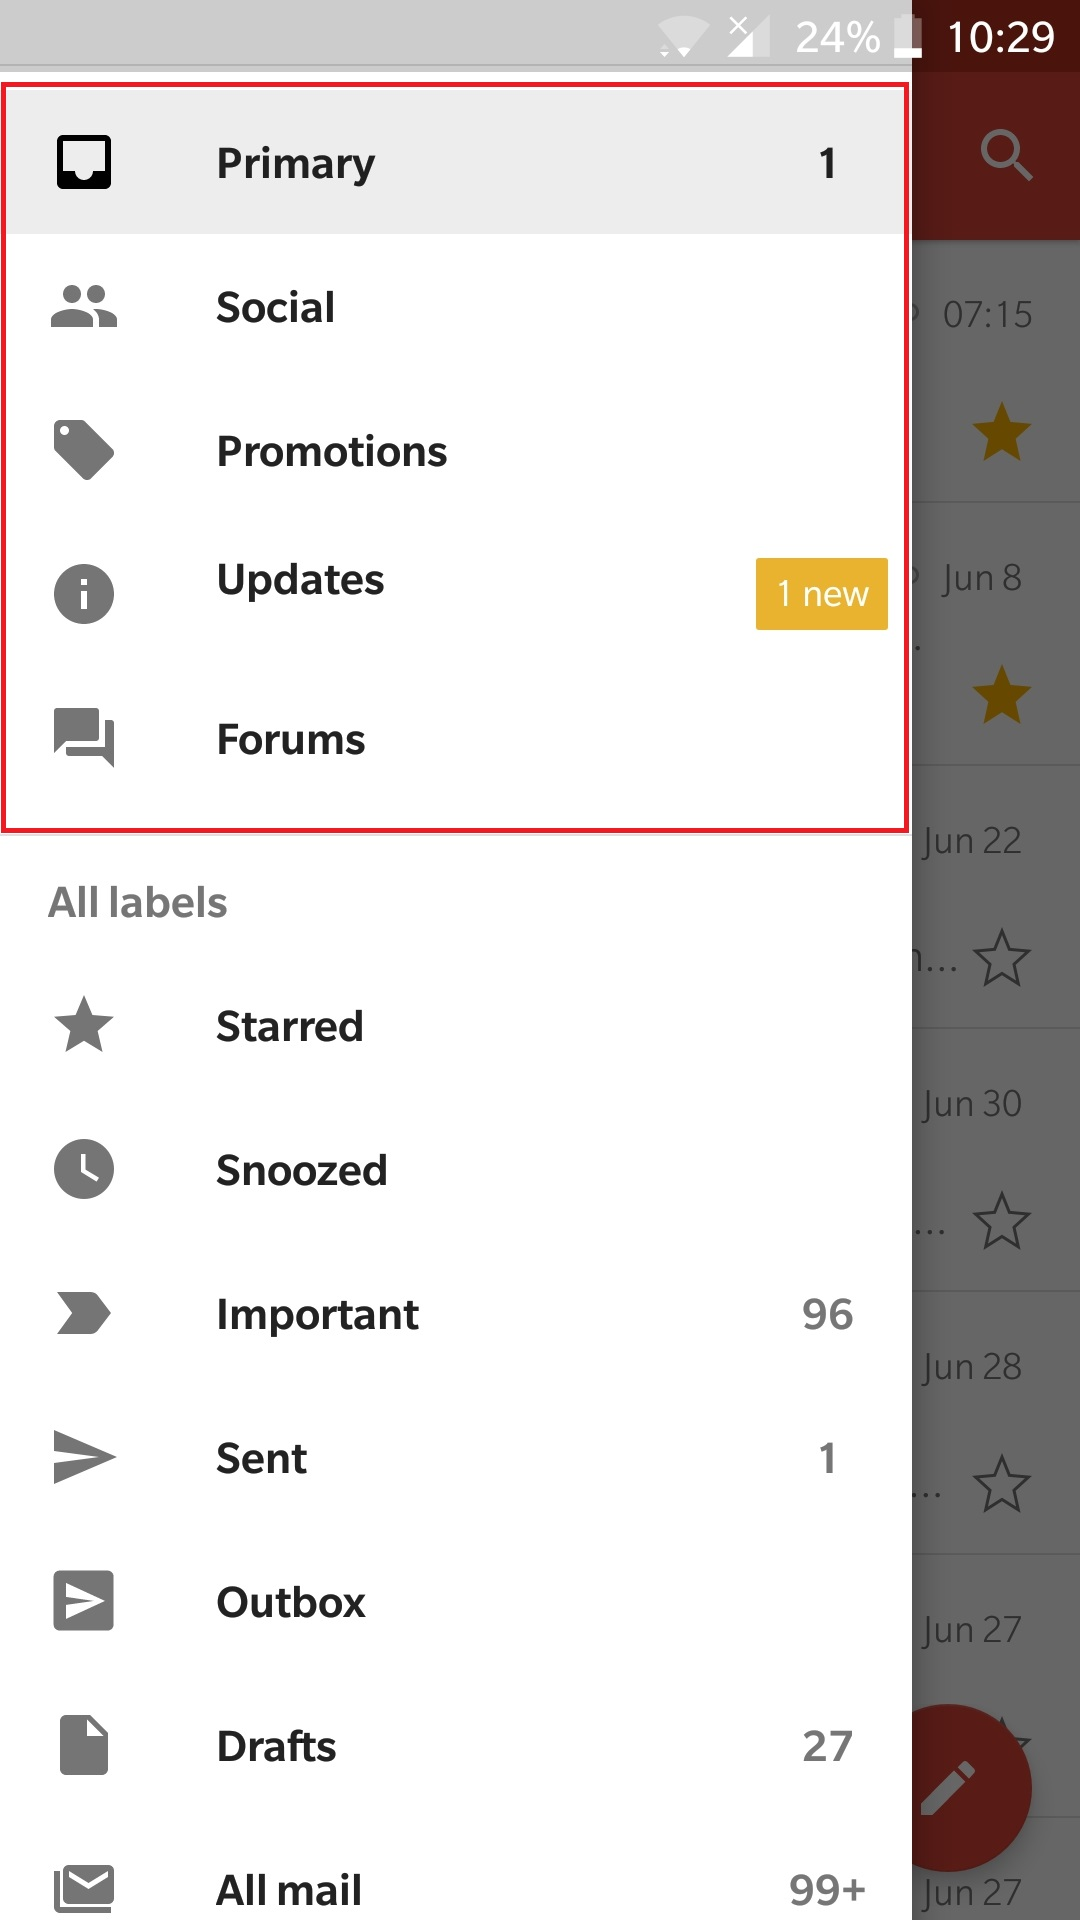 24% 10:29
Primary 1
Social
07:15
Promotions
Updates 1 new
Jun 8
Forums
Jun 22
All labels
Starred
Snoozed
Jun 30
Important 96
Jun 28
Sent 1
Outbox
Jun 27
Drafts 27
All mail 99+
Jun 27